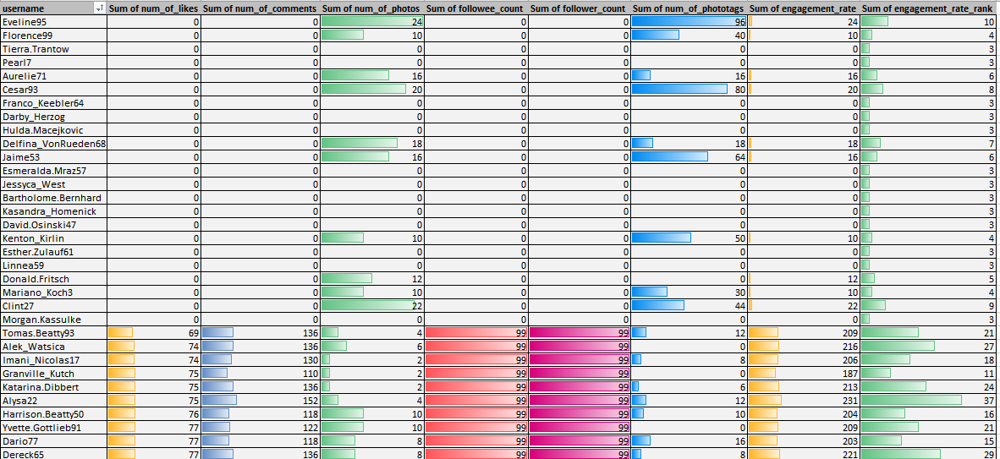 username Sum of num_of_likes Sum of num_of_comments Sum of num_of_photos Sum of followee_count Sum of follower_count Sum of num_of_phototags Sum of engagement_rate Sum of engagement_rate_rank
Eveline95 0 0 24 0 0 96 24 10
Florence99 0 0 10 0 0 40 10 4
Tierra.Trantow 0 0 0 0 0 0 0 3
Pearl7 0 0 0 0 0 0 0 3
Aurelie71 0 0 16 0 0 16 16 6
Cesar93 0 0 20 0 0 80 20 8
Franco_Keebler64 0 0 0 0 0 0 0 3
Darby_Herzog 0 0 0 0 0 0 0 3
Hulda.Macejkovic 0 0 0 0 0 0 0 3
Delfina_VonRueden68 0 0 18 0 0 18 18 7
Jaime53 0 0 16 0 0 64 16 6
Esmeralda.Mraz57 0 0 0 0 0 0 0 3
Jessyca_West 0 0 0 0 0 0 0 3
Bartholome.Bernhard 0 0 0 0 0 0 0 3
Kasandra_Homenick 0 0 0 0 0 0 0 3
David.Osinski47 0 0 0 0 0 0 0 3
Kenton_Kirlin 0 0 10 0 0 50 10 4
Esther.Zulauf61 0 0 0 0 0 0 0 3
Linnea59 0 0 0 0 0 0 0 3
Donald.Fritsch 0 0 12 0 0 0 12 5
Mariano_Koch3 0 0 10 0 0 30 10 4
Clint27 0 0 22 0 0 44 22 9
Morgan.Kassulke 0 0 0 0 0 0 0 3
Tomas.Beatty93 69 136 4 99 99 12 209 21
Alek_Watsica 74 136 6 99 99 0 216 27
Imani_Nicolas17 74 130 2 99 99 8 206 18
Granville_Kutch 75 110 2 99 99 0 187 11
Katarina.Dibbert 75 136 2 99 99 6 213 24
Alysa22 75 152 4 99 99 12 231 37
Harrison.Beatty50 76 118 10 99 99 10 204 16
Yvette.Gottlieb91 77 122 10 99 99 0 209 21
Dario77 77 118 8 99 99 16 203 15
Dereck65 77 136 8 99 99 8 221 29